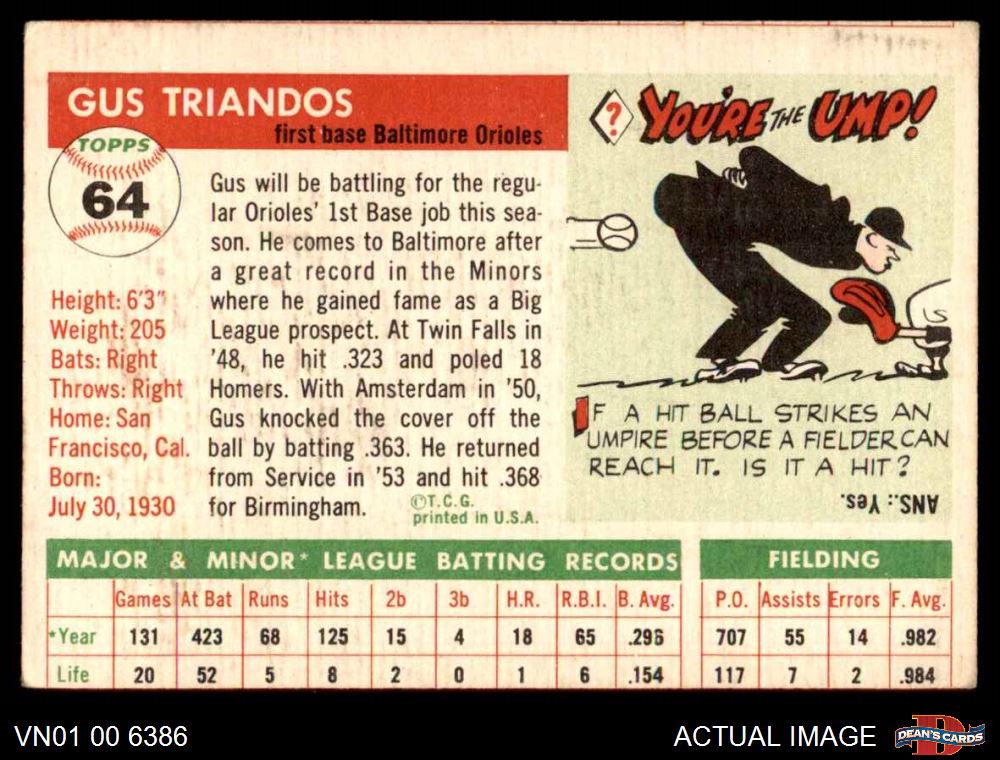 GUS TRIANDOS
first base Baltimore Orioles
TOPPS
64
Height: 6'3"
Weight: 205
Bats: Right
Throws: Right
Home: San
Francisco, Cal.
Born:
July 30, 1930
Gus will be battling for the regu-
lar Orioles' 1st Base job this sea-
son. He comes to Baltimore after
a great record in the Minors
where he gained fame as a Big
League prospect. At Twin Falls in
'48, he hit .323 and poled 18
Homers. With Amsterdam in '50,
Gus knocked the cover off the
ball by batting .363. He returned
from Service in '53 and hit .368
for Birmingham.
©T.C.G.
printed in U.S.A.
? YOU'RE THE UMP!
IF A HIT BALL STRIKES AN
UMPIRE BEFORE A FIELDER CAN
REACH IT. IS IT A HIT?
ANS.: Yes.
MAJOR & MINOR* LEAGUE BATTING RECORDS FIELDING
Games At Bat Runs Hits 2b 3b H.R. R.B.I. B. Avg. P.O. Assists Errors F. Avg.
*Year 131 423 68 125 15 4 18 65 .296 707 55 14 .982
Life 20 52 5 8 2 0 1 6 .154 117 7 2 .984
VN01 00 6386
ACTUAL IMAGE
DEAN'S CARDS